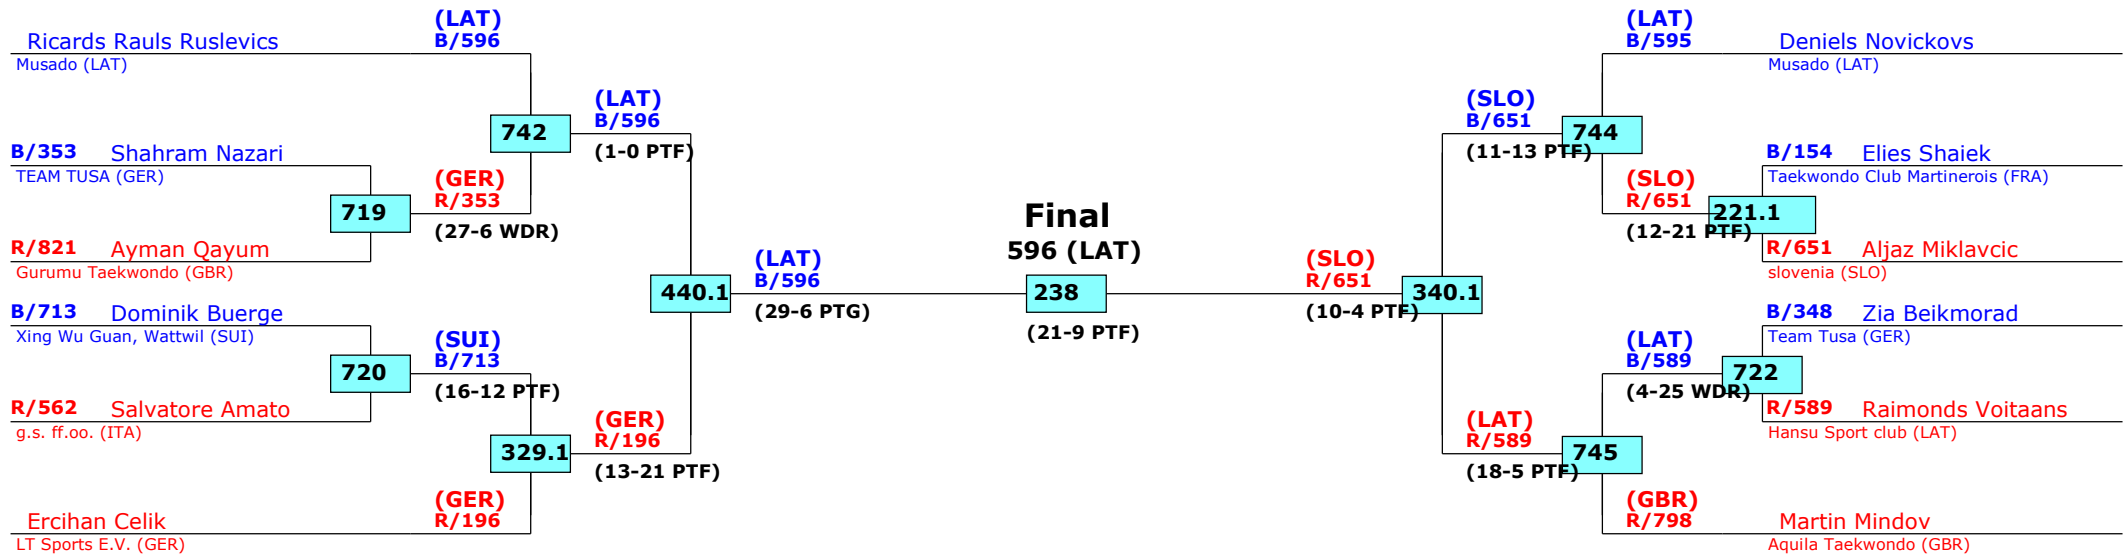 (LAT)
Ricards Rauls Ruslevics B/596
Musado (LAT)
(LAT)
B/596
742
(1-0 PTF)
B/353 Shahram Nazari
TEAM TUSA (GER)
(GER)
R/353
719
(27-6 WDR)
R/821 Ayman Qayum
Gurumu Taekwondo (GBR)
(LAT)
B/596
440.1
(29-6 PTG)
B/713 Dominik Buerge
Xing Wu Guan, Wattwil (SUI)
(SUI)
B/713
720
(16-12 PTF)
R/562 Salvatore Amato
g.s. ff.oo. (ITA)
(GER)
R/196
329.1
(13-21 PTF)
(GER)
Ercihan Celik R/196
LT Sports E.V. (GER)
Final
596 (LAT)
238
(21-9 PTF)
(LAT)
B/595 Deniels Novickovs
Musado (LAT)
(SLO)
B/651
744
(11-13 PTF)
B/154 Elies Shaiek
Taekwondo Club Martinerois (FRA)
(SLO)
R/651
221.1
(12-21 PTF)
R/651 Aljaz Miklavcic
slovenia (SLO)
(SLO)
R/651
340.1
(10-4 PTF)
B/348 Zia Beikmorad
Team Tusa (GER)
(LAT)
B/589
722
(4-25 WDR)
R/589 Raimonds Voitaans
Hansu Sport club (LAT)
(LAT)
R/589
745
(18-5 PTF)
(GBR)
R/798 Martin Mindov
Aquila Taekwondo (GBR)